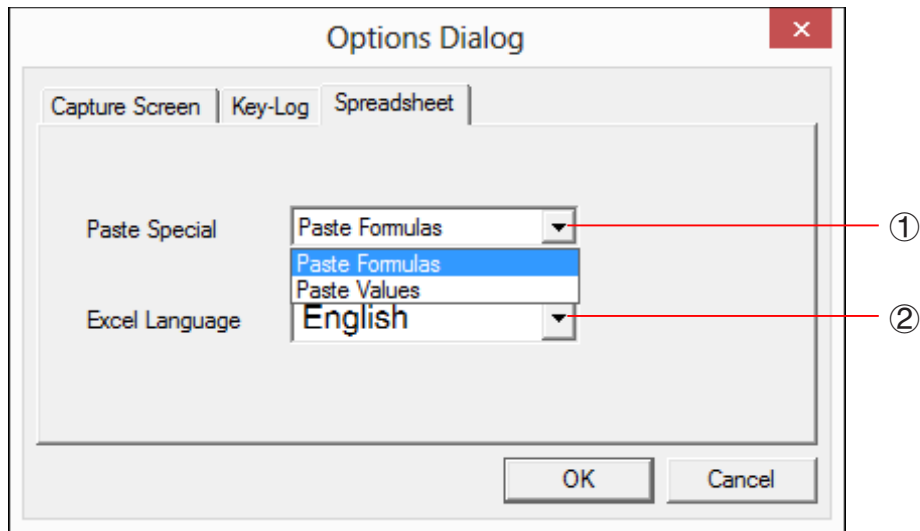 Options Dialog
Capture Screen Key-Log Spreadsheet
Paste Special Paste Formulas ①
Paste Formulas
Paste Values
Excel Language English ②
OK Cancel